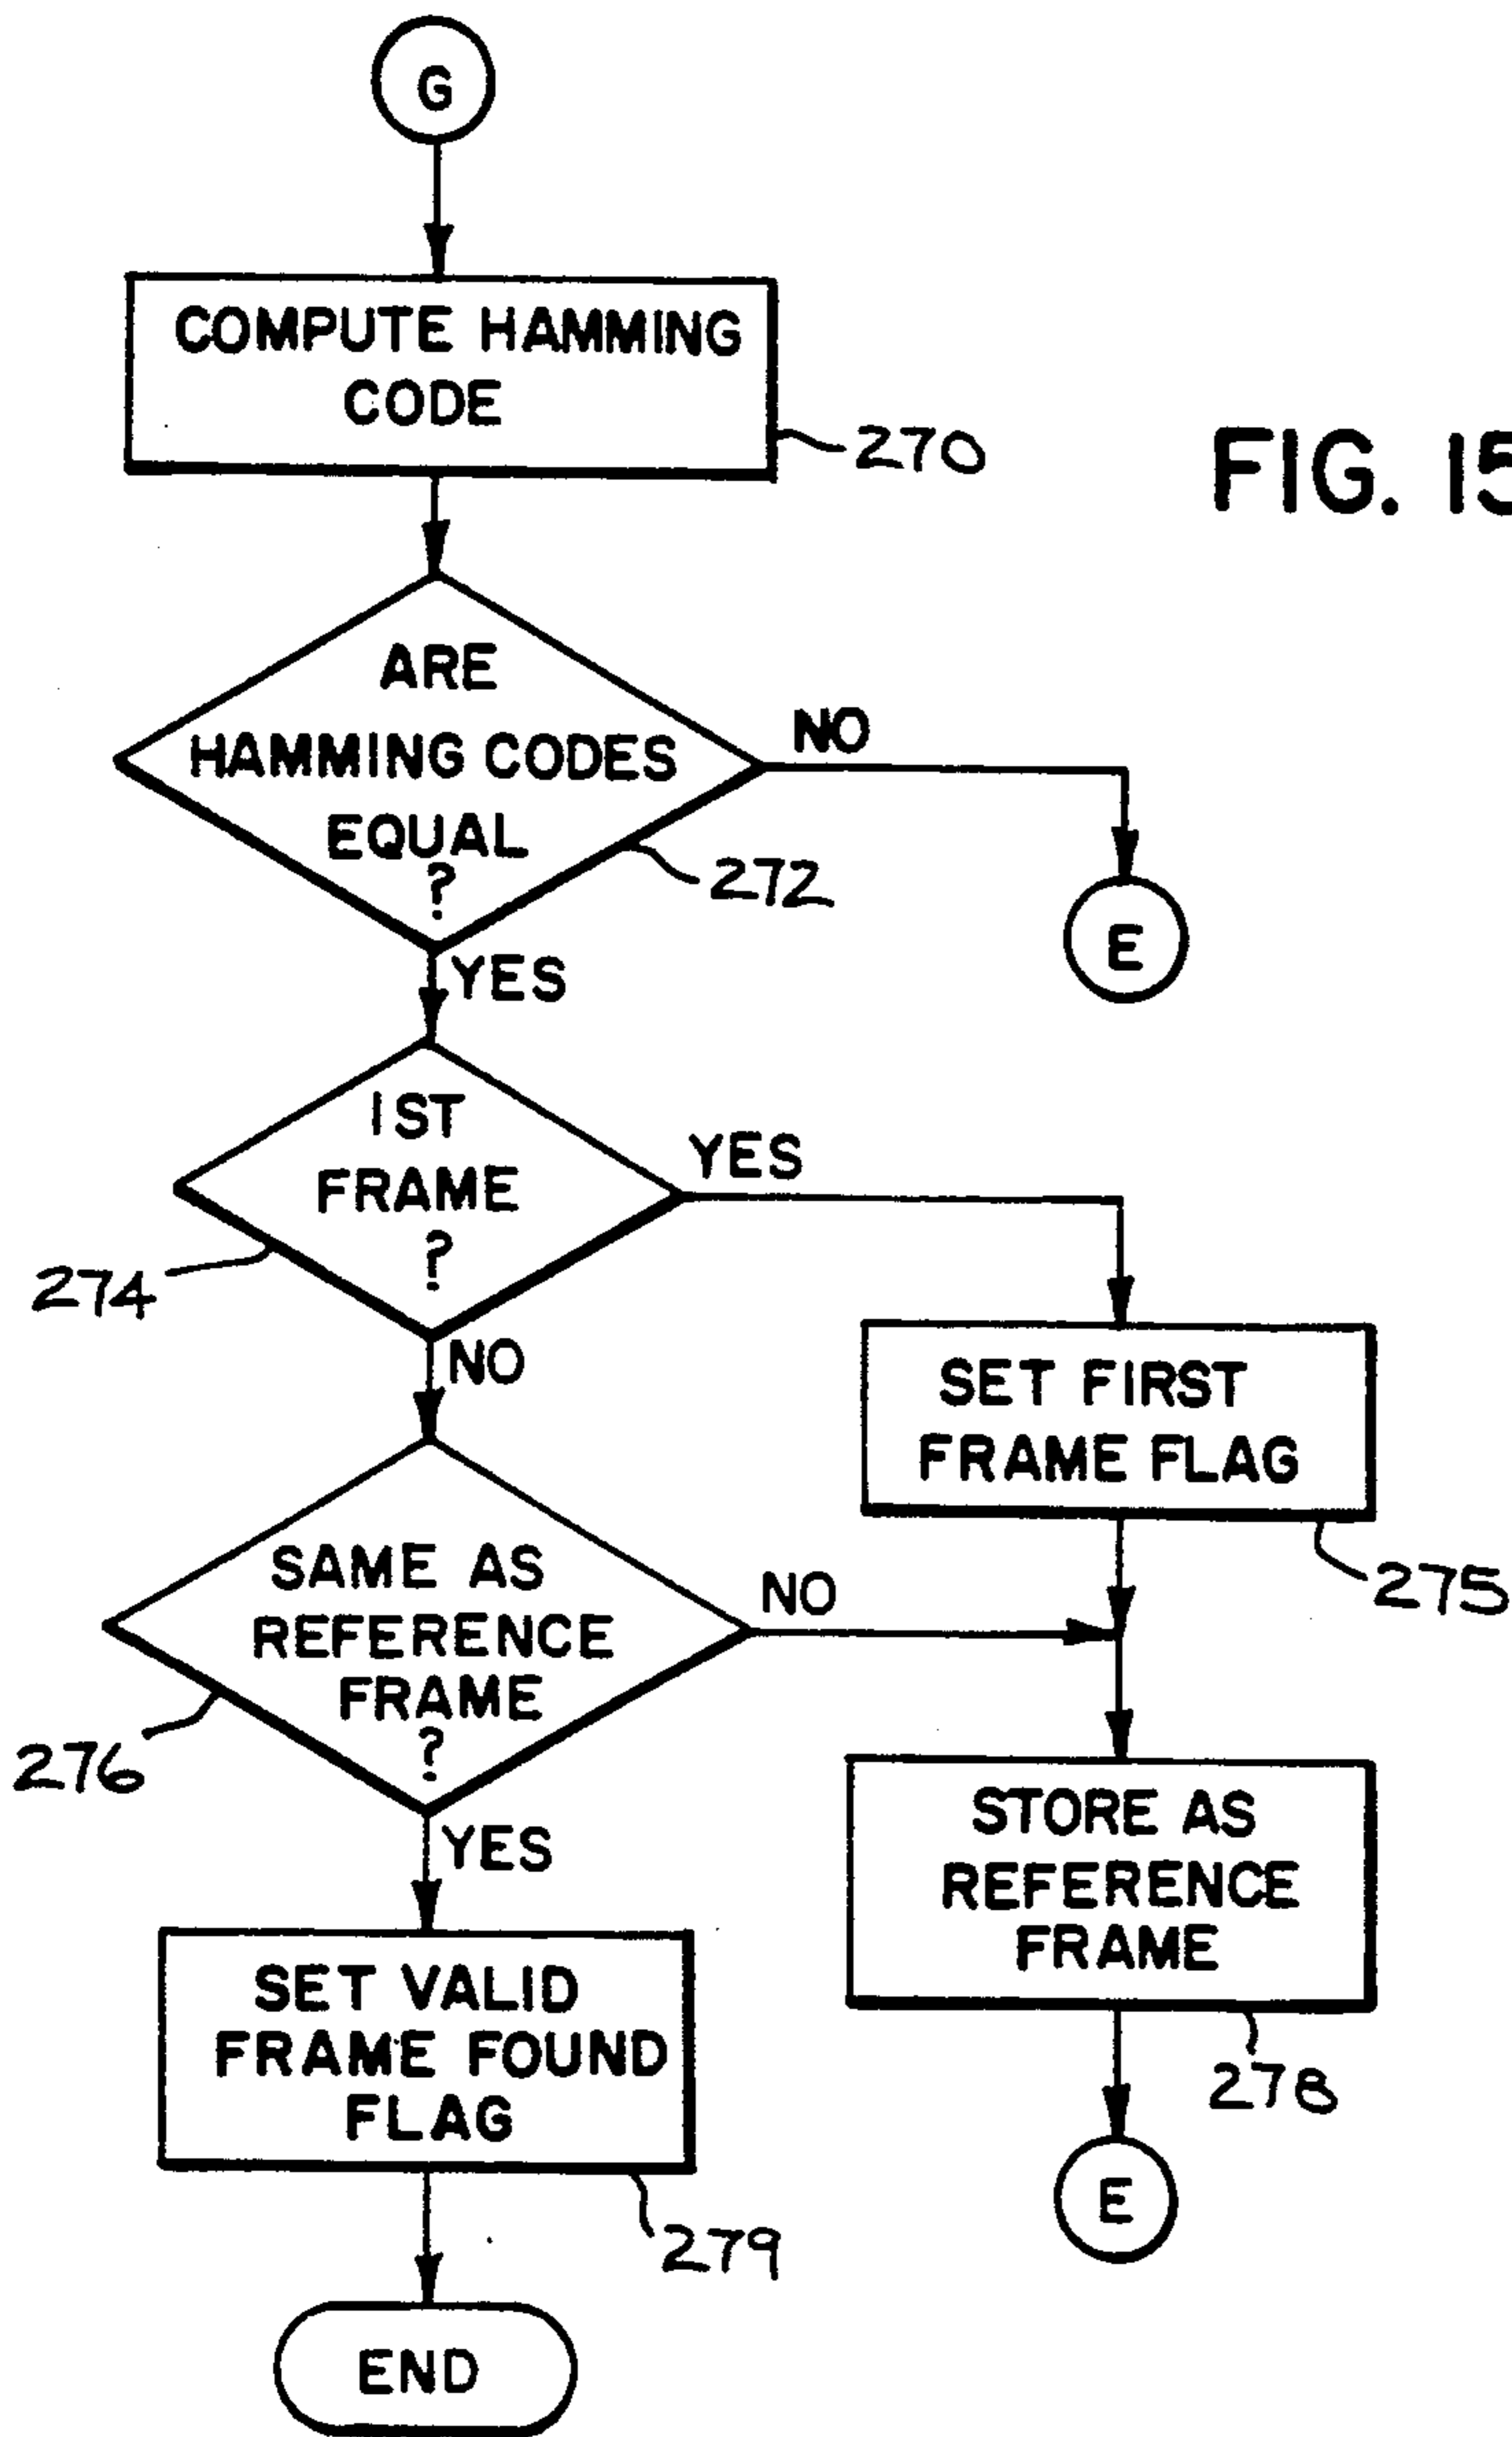 G
COMPUTE HAMMING
CODE
270
ARE
HAMMING CODES
EQUAL
?
272
NO
E
YES
1ST
FRAME
?
274
YES
NO
SET FIRST
FRAME FLAG
275
SAME AS
REFERENCE
FRAME
?
276
NO
YES
STORE AS
REFERENCE
FRAME
278
E
SET VALID
FRAME FOUND
FLAG
279
END
FIG. 15